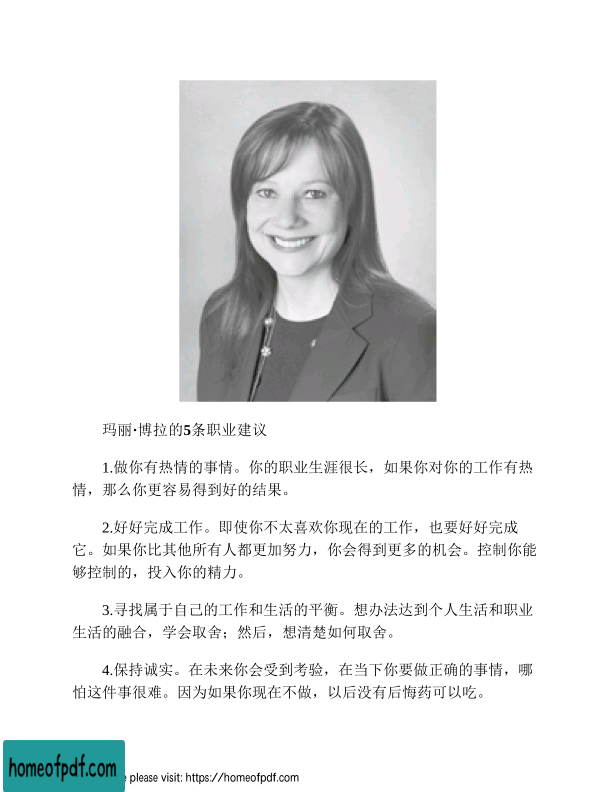 玛丽·博拉的5条职业建议
1.做你有热情的事情。你的职业生涯很长，如果你对你的工作有热
情，那么你更容易得到好的结果。
2.好好完成工作。即使你不太喜欢你现在的工作，也要好好完成
它。如果你比其他所有人都更加努力，你会得到更多的机会。控制你能
够控制的，投入你的精力。
3.寻找属于自己的工作和生活的平衡。想办法达到个人生活和职业
生活的融合，学会取舍；然后，想清楚如何取舍。
4.保持诚实。在未来你会受到考验，在当下你要做正确的事情，哪
怕这件事很难。因为如果你现在不做，以后没有后悔药可以吃。
homeofpdf.com
please visit: https://homeofpdf.com